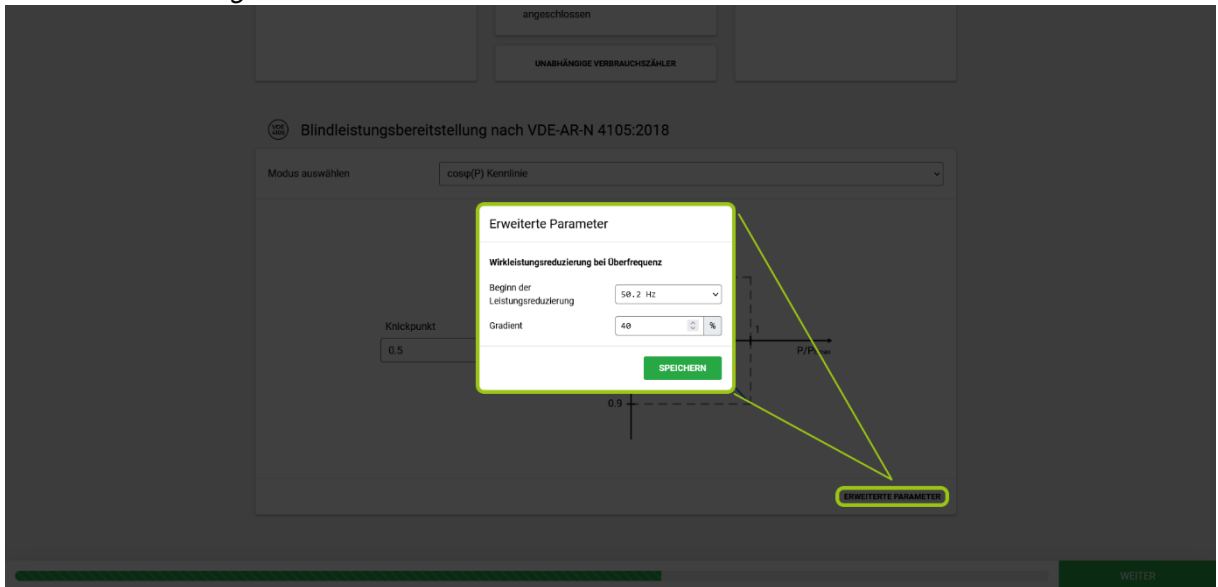 angeschlossen
UNABHÄNGIGE VERBRAUCHSZÄHLER
VDE
Blindleistungsbereitstellung nach VDE-AR-N 4105:2018
Modus auswählen
cosφ(P) Kennlinie
Erweiterte Parameter
Wirkleistungsreduzierung bei Überfrequenz
Beginn der
Leistungsreduzierung
50.2 Hz
Gradient
40
%
SPEICHERN
Knickpunkt
0.5
1
0.9
ERWEITERTE PARAMETER
WEITER